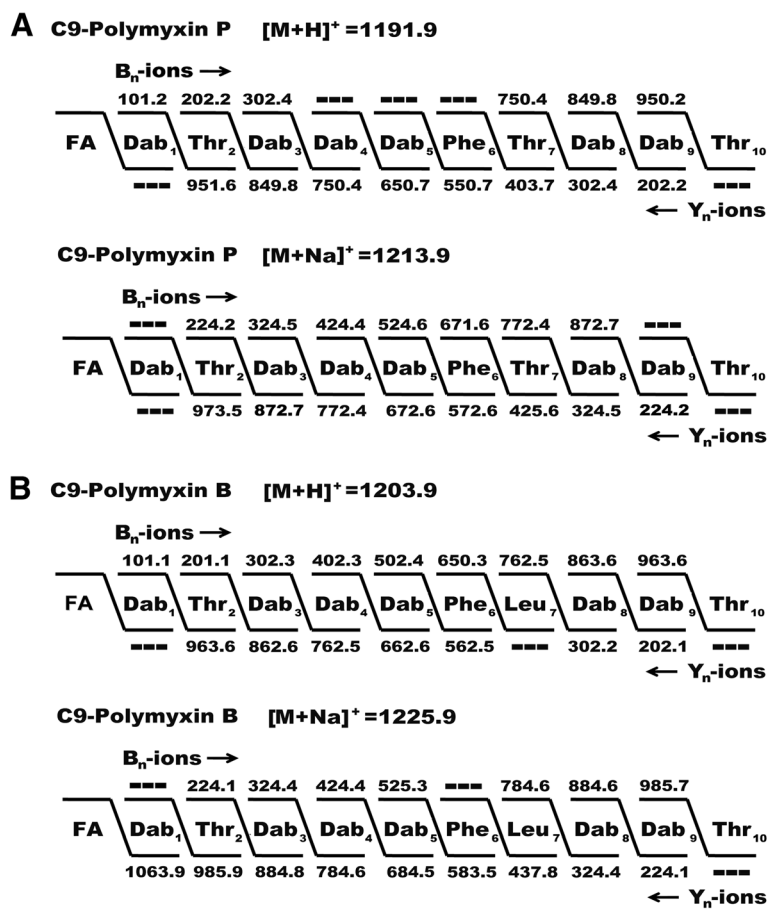 A
C9-Polymyxin P [M+H]⁺ =1191.9
Bn-ions →
101.2 202.2 302.4 --- --- --- 750.4 849.8 950.2
FA Dab1 Thr2 Dab3 Dab4 Dab5 Phe6 Thr7 Dab8 Dab9 Thr10
--- 951.6 849.8 750.4 650.7 550.7 403.7 302.4 202.2 ---
← Yn-ions
C9-Polymyxin P [M+Na]⁺ =1213.9
Bn-ions →
--- 224.2 324.5 424.4 524.6 671.6 772.4 872.7 ---
FA Dab1 Thr2 Dab3 Dab4 Dab5 Phe6 Thr7 Dab8 Dab9 Thr10
--- 973.5 872.7 772.4 672.6 572.6 425.6 324.5 224.2 ---
← Yn-ions
B
C9-Polymyxin B [M+H]⁺ =1203.9
Bn-ions →
101.1 201.1 302.3 402.3 502.4 650.3 762.5 863.6 963.6
FA Dab1 Thr2 Dab3 Dab4 Dab5 Phe6 Leu7 Dab8 Dab9 Thr10
--- 963.6 862.6 762.5 662.6 562.5 --- 302.2 202.1 ---
← Yn-ions
C9-Polymyxin B [M+Na]⁺ =1225.9
Bn-ions →
--- 224.1 324.4 424.4 525.3 --- 784.6 884.6 985.7
FA Dab1 Thr2 Dab3 Dab4 Dab5 Phe6 Leu7 Dab8 Dab9 Thr10
1063.9 985.9 884.8 784.6 684.5 583.5 437.8 324.4 224.1 ---
← Yn-ions